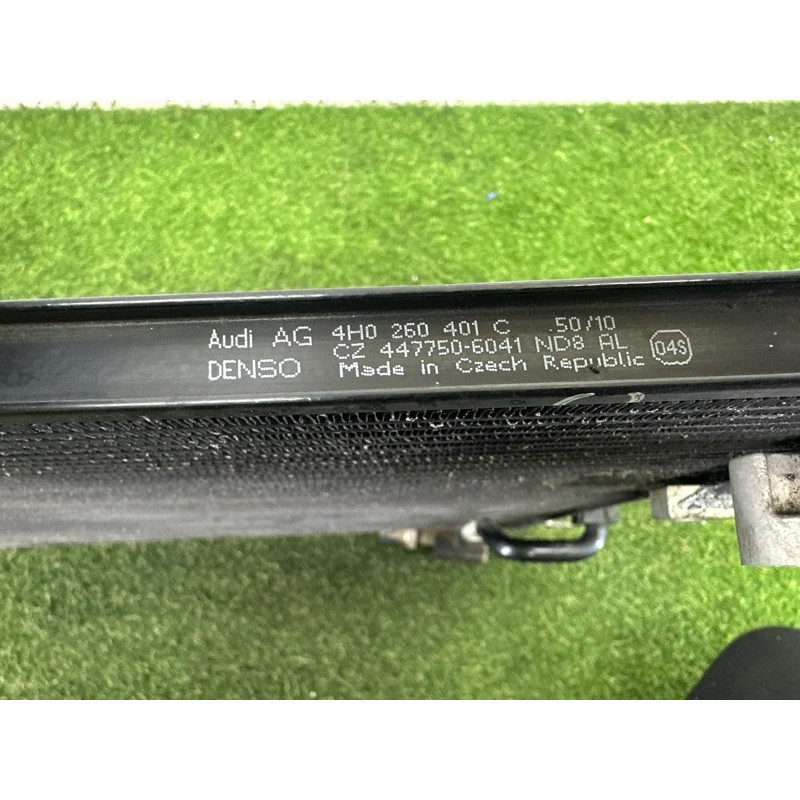 Audi AG 4H0 260 401 C .50/10
CZ 447750-6041 ND8 AL
DENSO Made in Czech Republic 04S